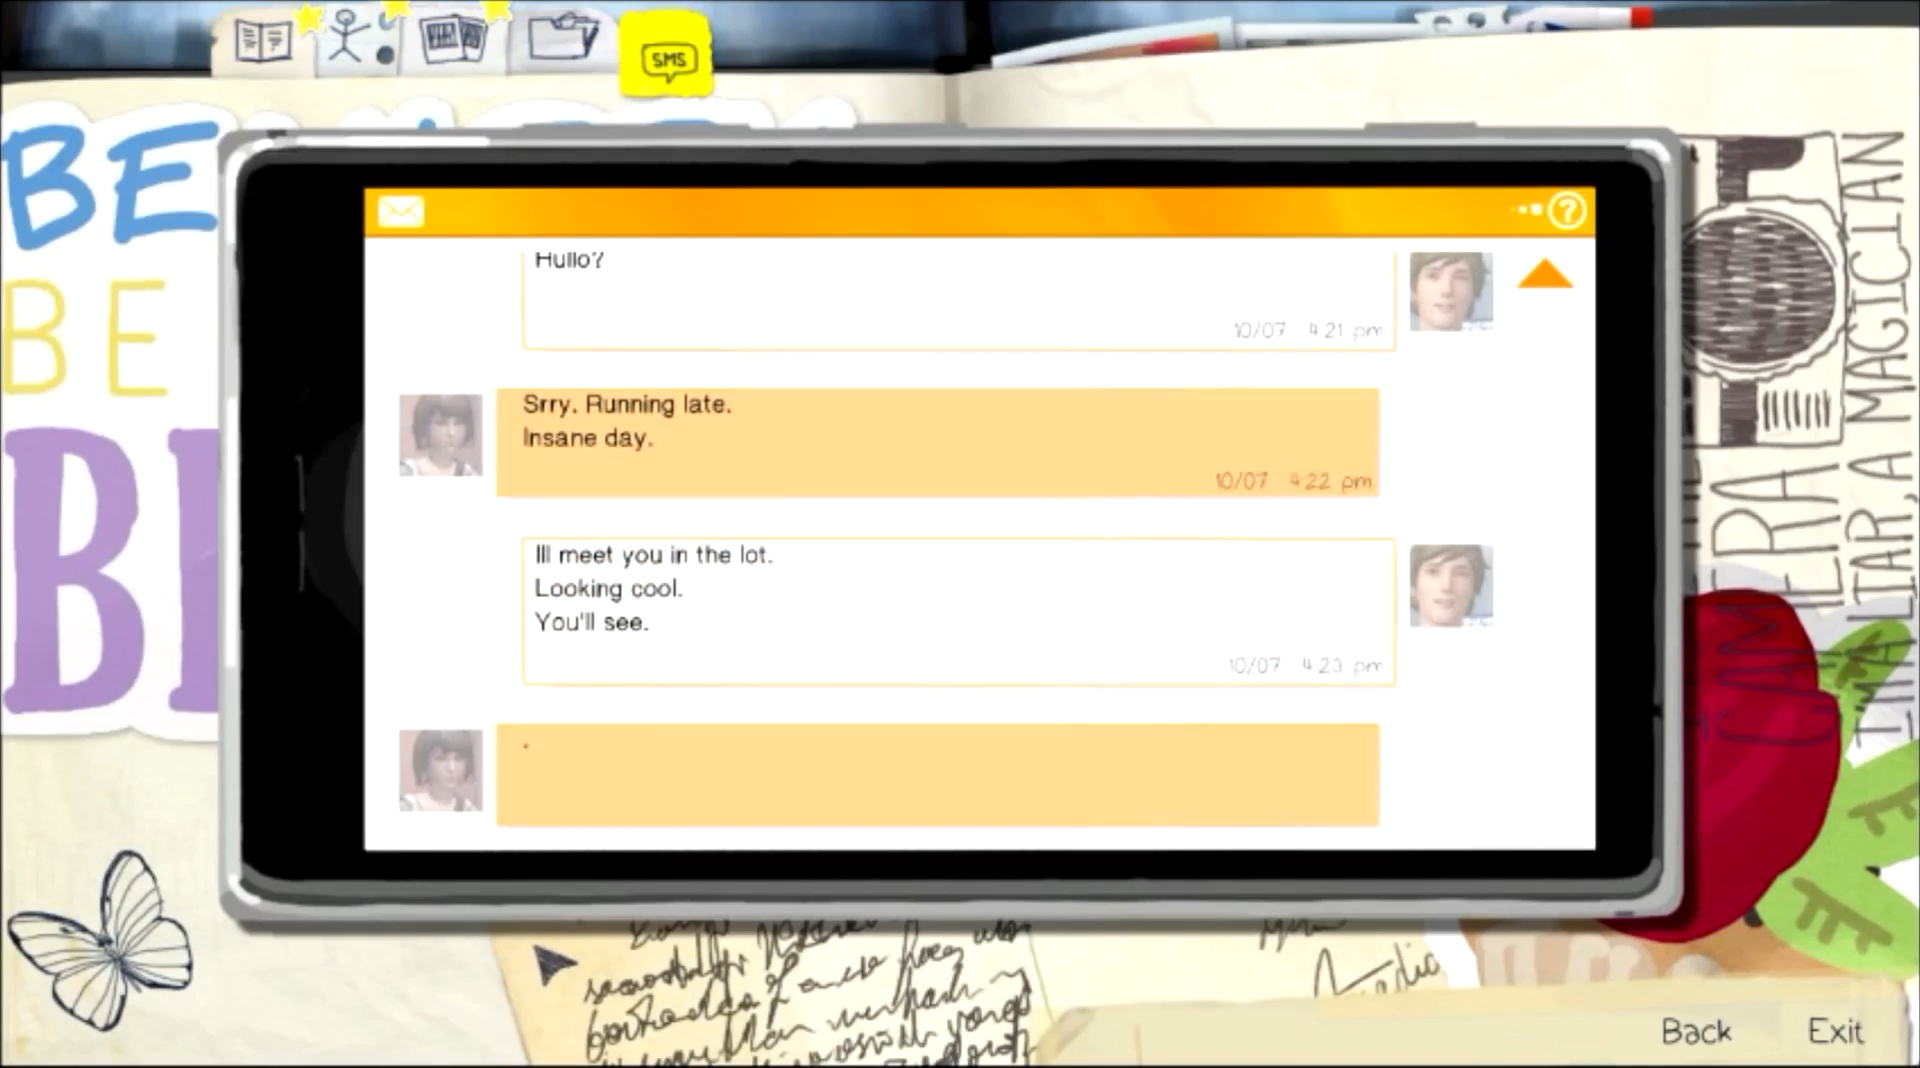 SMS
BE
BE
Hullo?
10/07 4:21 pm
Srry. Running late.
Insane day.
10/07 4:22 pm
Ill meet you in the lot.
Looking cool.
You'll see.
10/07 4:23 pm
.
CAMERA
LIAR, A MAGICIAN
Back Exit